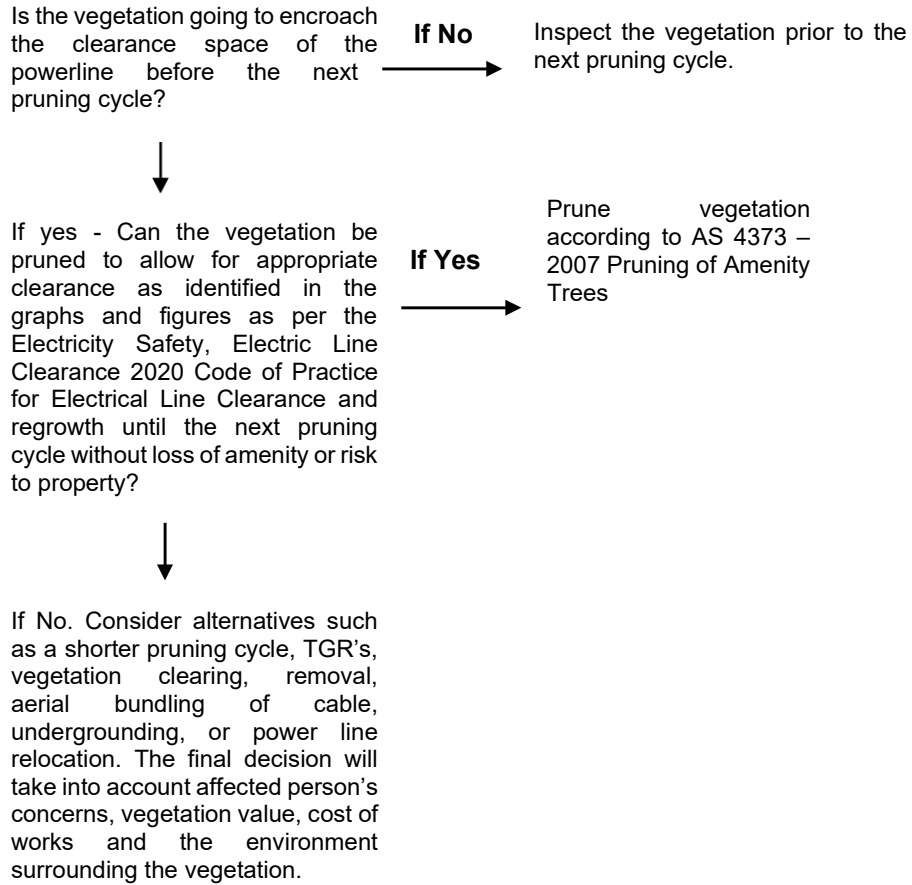 Is the vegetation going to encroach
the clearance space of the
powerline before the next
pruning cycle?
If No
Inspect the vegetation prior to the
next pruning cycle.
If yes - Can the vegetation be
pruned to allow for appropriate
clearance as identified in the
graphs and figures as per the
Electricity Safety, Electric Line
Clearance 2020 Code of Practice
for Electrical Line Clearance and
regrowth until the next pruning
cycle without loss of amenity or risk
to property?
If Yes
Prune vegetation
according to AS 4373 –
2007 Pruning of Amenity
Trees
If No. Consider alternatives such
as a shorter pruning cycle, TGR’s,
vegetation clearing, removal,
aerial bundling of cable,
undergrounding, or power line
relocation. The final decision will
take into account affected person’s
concerns, vegetation value, cost of
works and the environment
surrounding the vegetation.